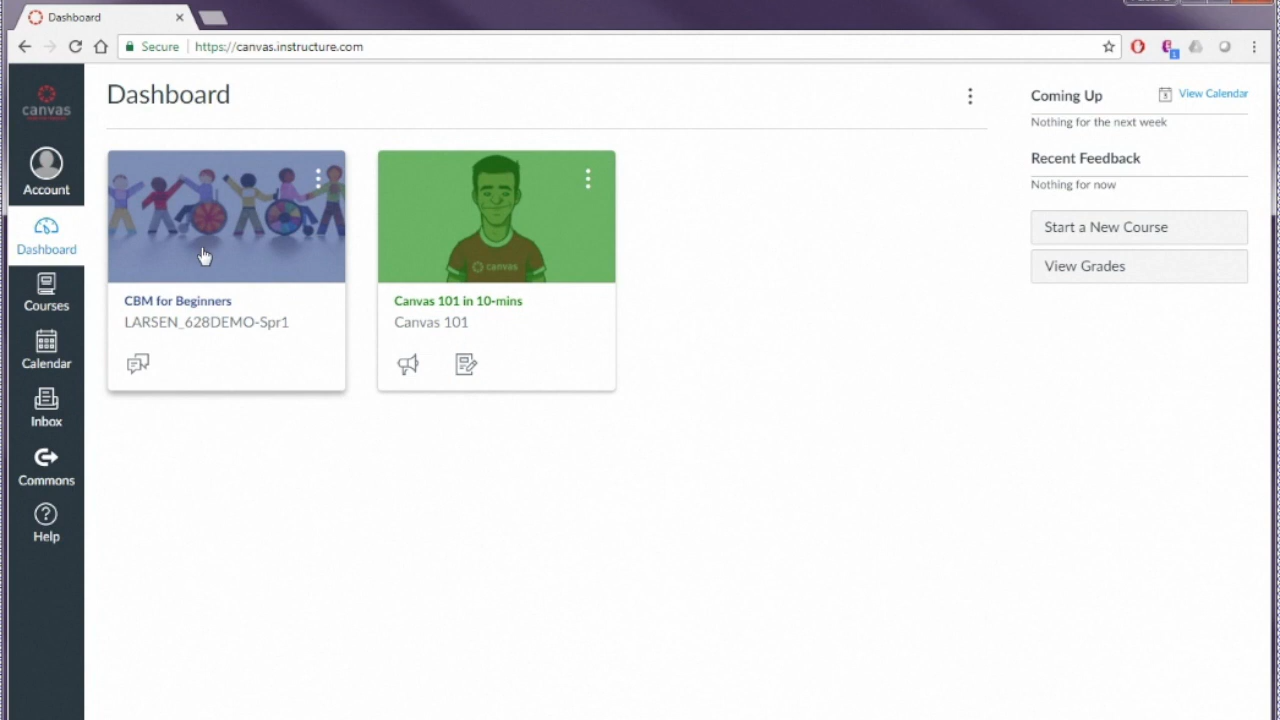 Dashboard
Secure
https://canvas.instructure.com
canvas
Account
Dashboard
Courses
Calendar
Inbox
Commons
Help
Dashboard
CBM for Beginners
LARSEN_628DEMO-Spr1
canvas
Canvas 101 in 10-mins
Canvas 101
Coming Up
View Calendar
Nothing for the next week
Recent Feedback
Nothing for now
Start a New Course
View Grades